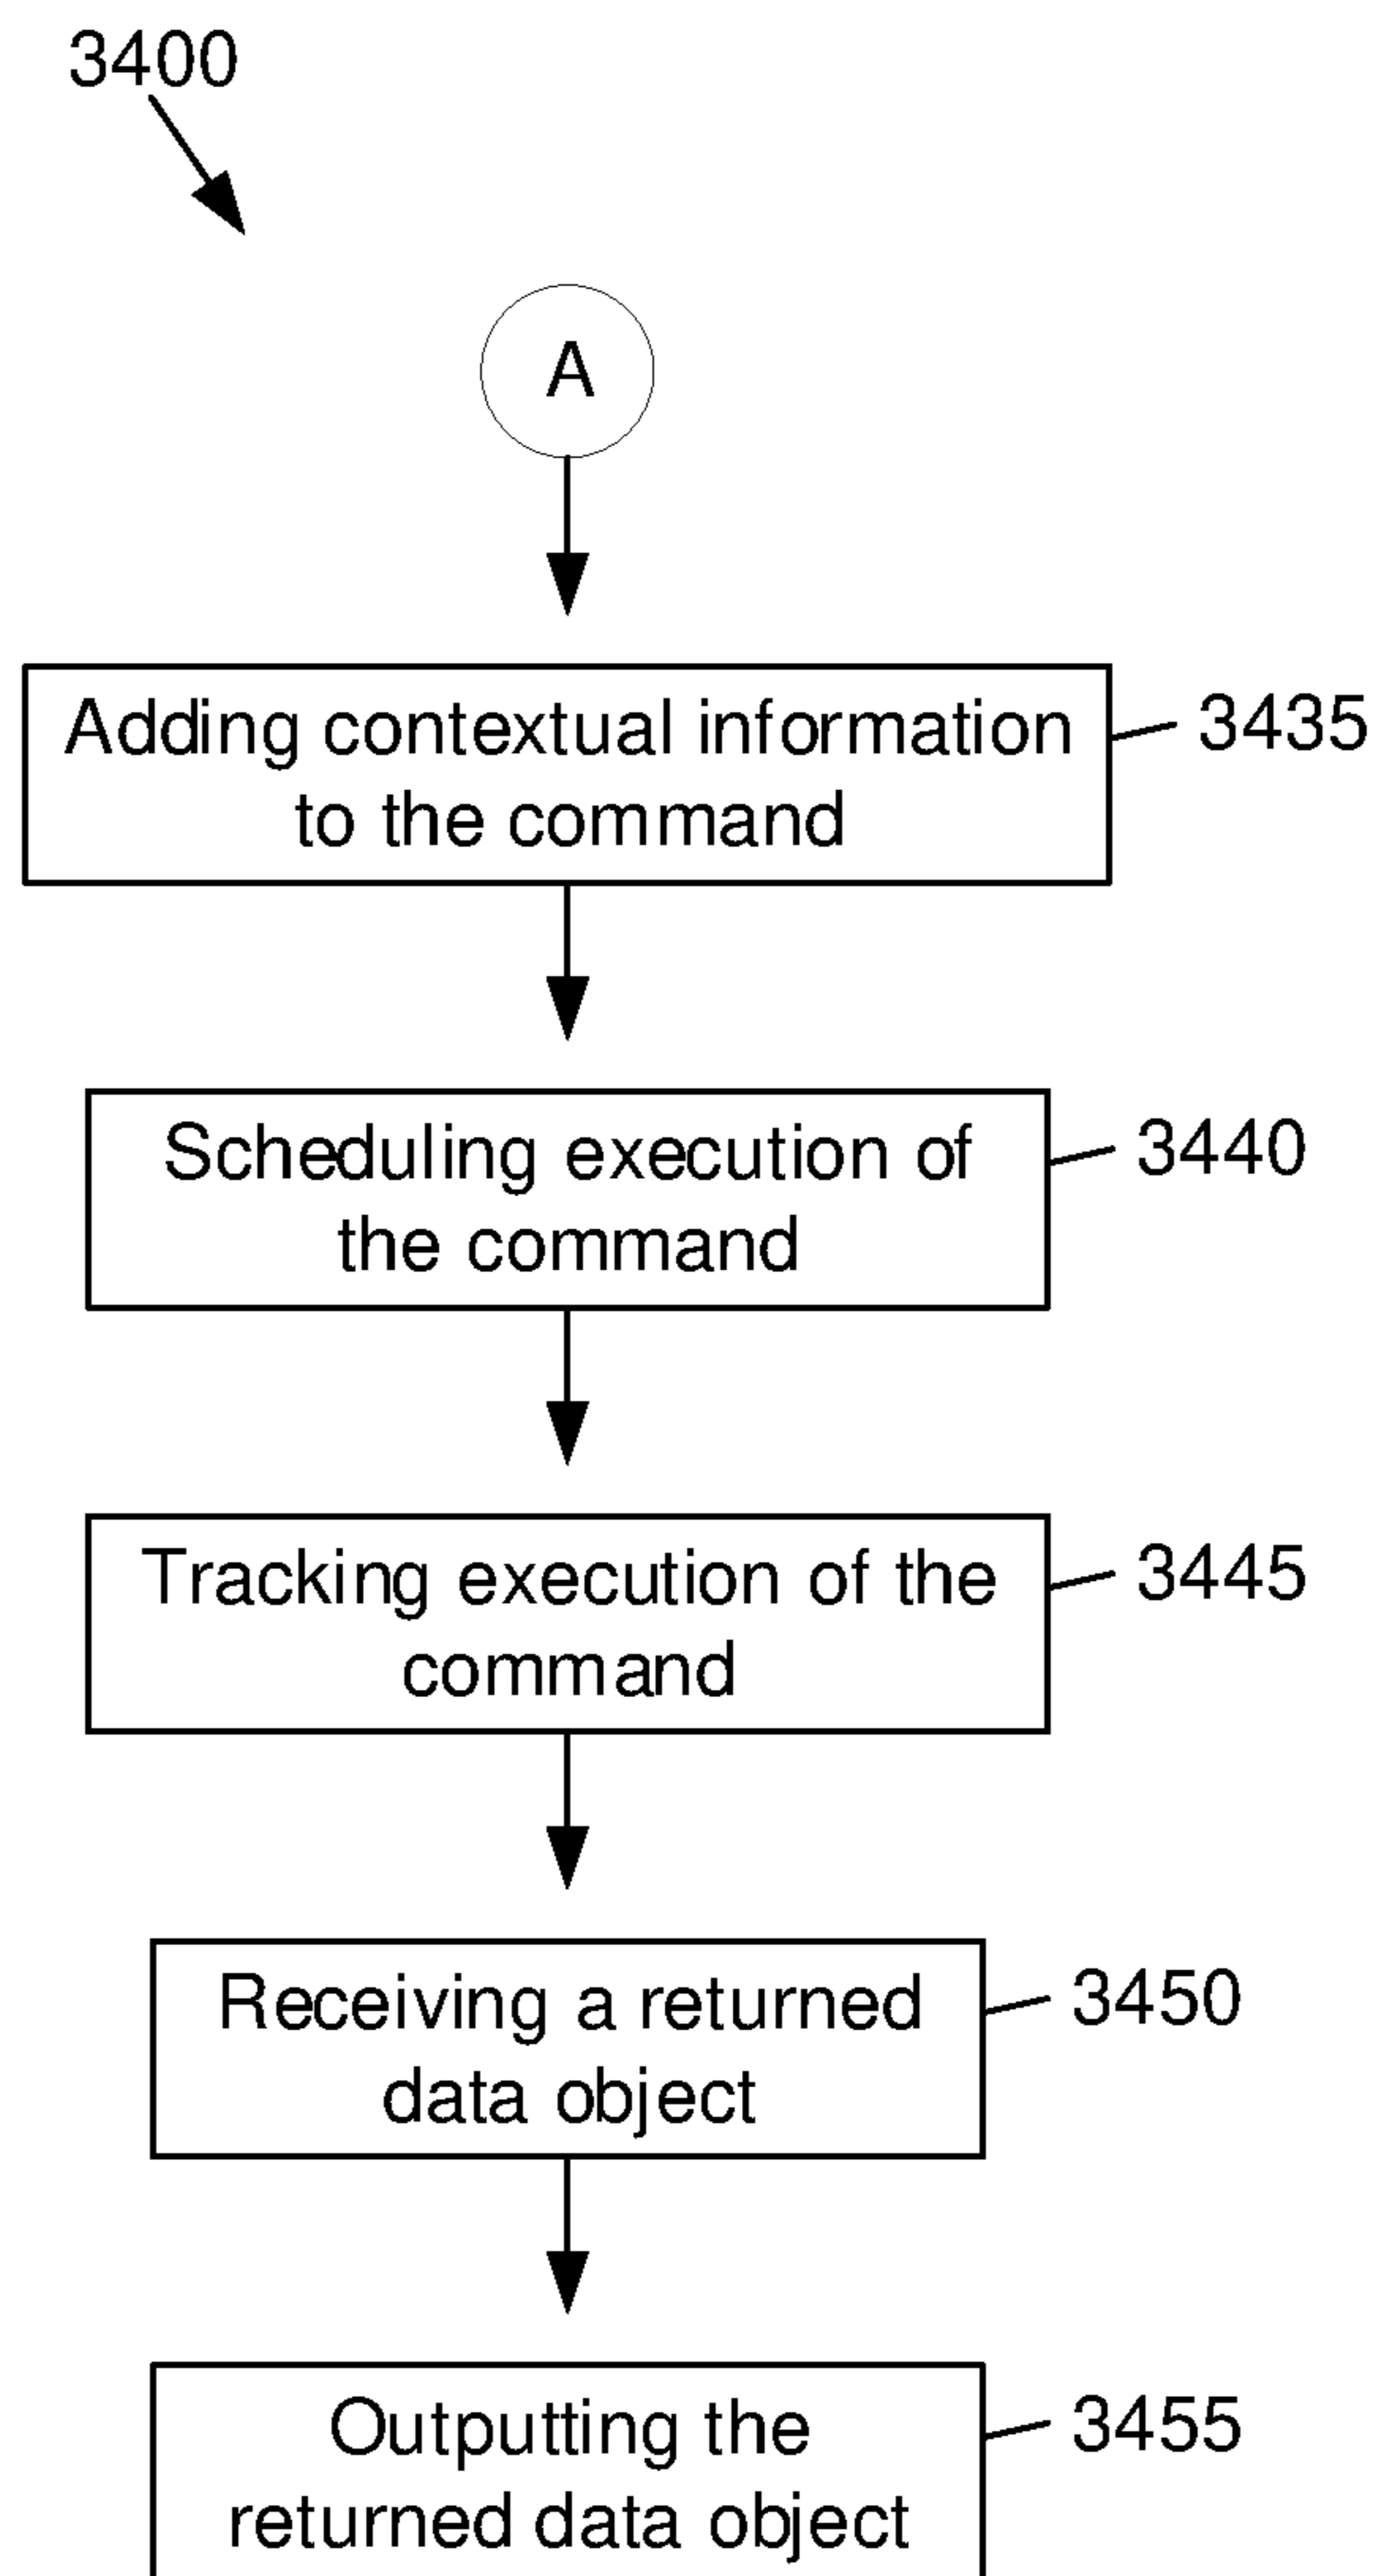 3400
A
Adding contextual information
to the command
3435
Scheduling execution of
the command
3440
Tracking execution of the
command
3445
Receiving a returned
data object
3450
Outputting the
returned data object
3455